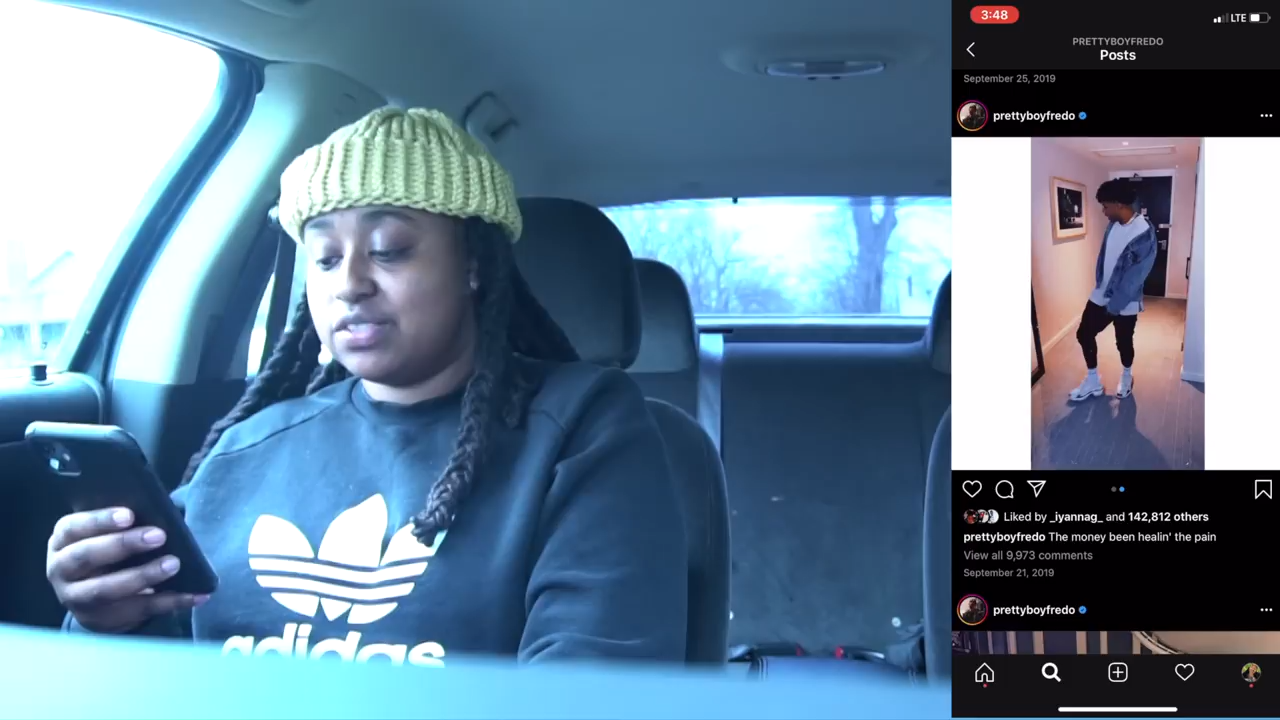 adidas
3:48
LTE
PRETTYBOYFREDO
Posts
September 25, 2019
prettyboyfredo
Liked by _iyannag_ and 142,812 others
prettyboyfredo The money been healin' the pain
View all 9,973 comments
September 21, 2019
prettyboyfredo